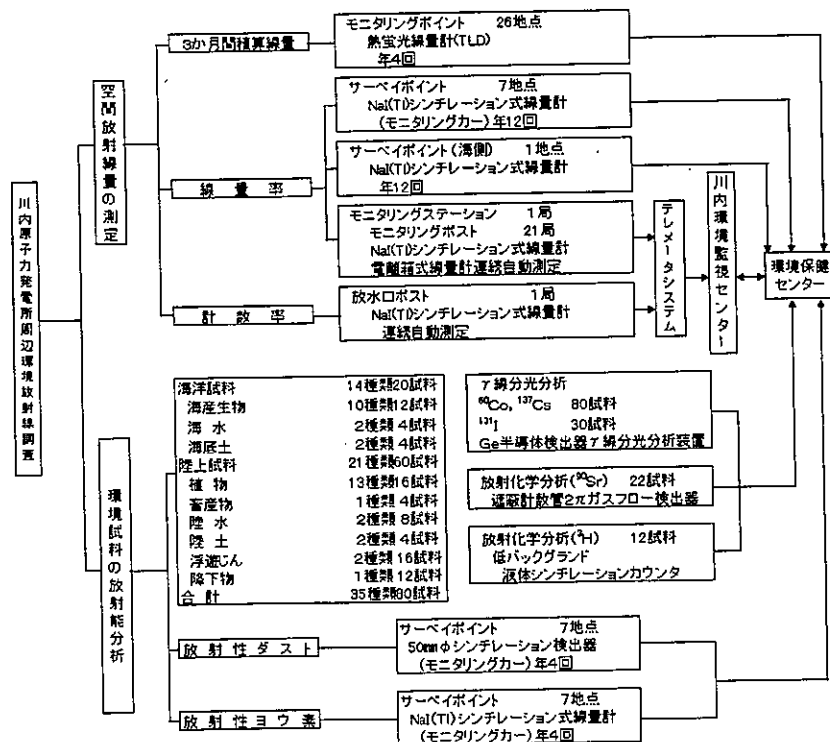 川内原子力発電所周辺環境放射線調査
空間放射線量の測定
3か月間積算線量
モニタリングポイント 26地点
熱蛍光線量計(TLD)
年4回
線量率
サーベイポイント 7地点
NaI(Tl)シンチレーション式線量計
(モニタリングカー)年12回
サーベイポイント(海側) 1地点
NaI(Tl)シンチレーション式線量計
年12回
モニタリングステーション 1局
モニタリングポスト 21局
NaI(Tl)シンチレーション式線量計
電離箱式線量計連続自動測定
計数率
放水口ポスト 1局
NaI(Tl)シンチレーション式線量計
連続自動測定
テレメータシステム
川内環境監視センター
環境保健
センター
環境試料の放射能分析
海洋試料 14種類20試料
海産生物 10種類12試料
海水 2種類 4試料
海底土 2種類 4試料
陸上試料 21種類60試料
植物 13種類16試料
畜産物 1種類 4試料
陸水 2種類 8試料
陸土 2種類 4試料
浮遊じん 2種類16試料
降下物 1種類12試料
合計 35種類80試料
γ線分光分析
⁶⁰Co, ¹³⁷Cs 80試料
¹³¹I 30試料
Ge半導体検出器γ線分光分析装置
放射化学分析(⁹⁰Sr) 22試料
遮蔽計数管2πガスフロー検出器
放射化学分析(³H) 12試料
低バックグランド
液体シンチレーションカウンタ
放射性ダスト
サーベイポイント 7地点
50mmφシンチレーション検出器
(モニタリングカー)年4回
放射性ヨウ素
サーベイポイント 7地点
NaI(Tl)シンチレーション式線量計
(モニタリングカー)年4回